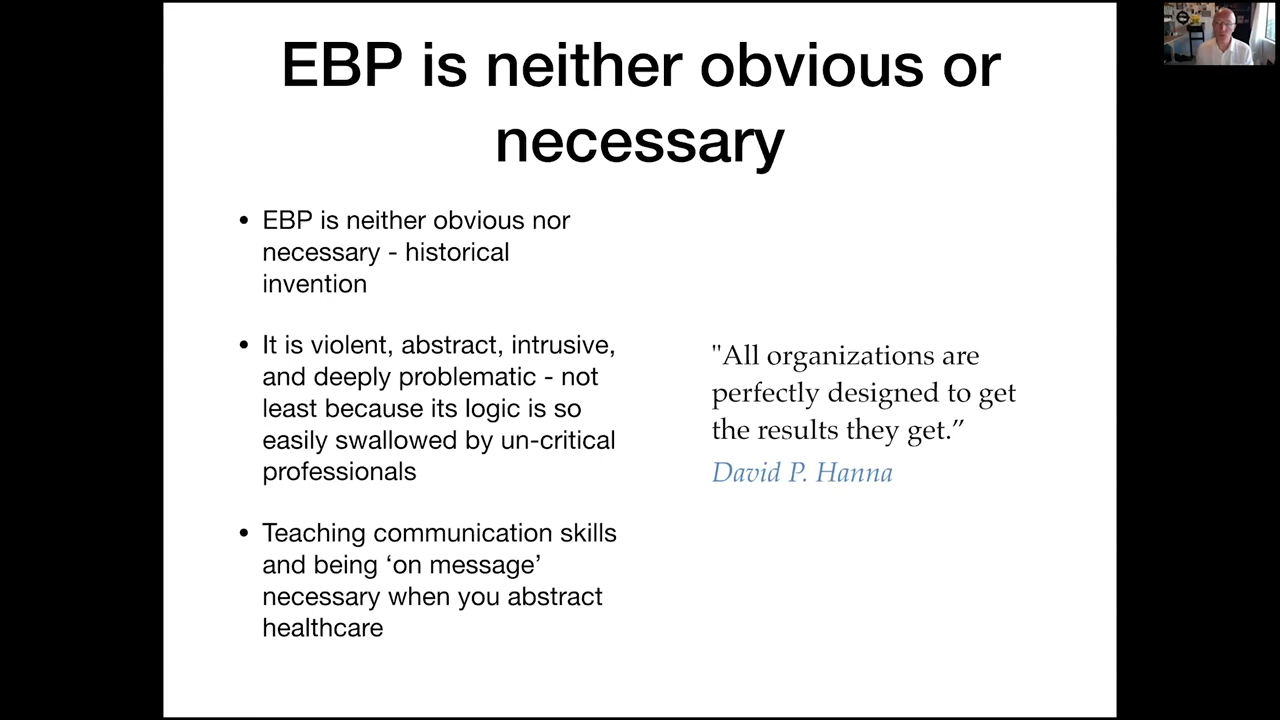 EBP is neither obvious or
necessary
• EBP is neither obvious nor
necessary - historical
invention
• It is violent, abstract, intrusive,
and deeply problematic - not
least because its logic is so
easily swallowed by un-critical
professionals
• Teaching communication skills
and being ‘on message’
necessary when you abstract
healthcare
"All organizations are
perfectly designed to get
the results they get.”
David P. Hanna